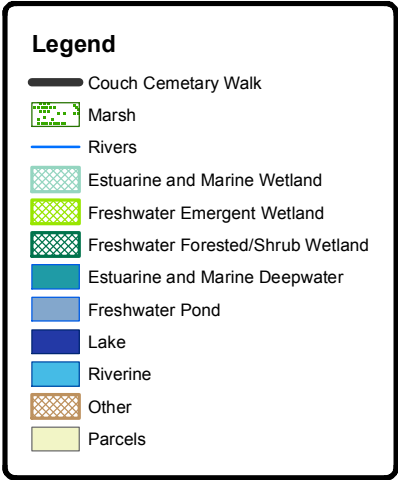 Legend
Couch Cemetary Walk
Marsh
Rivers
Estuarine and Marine Wetland
Freshwater Emergent Wetland
Freshwater Forested/Shrub Wetland
Estuarine and Marine Deepwater
Freshwater Pond
Lake
Riverine
Other
Parcels